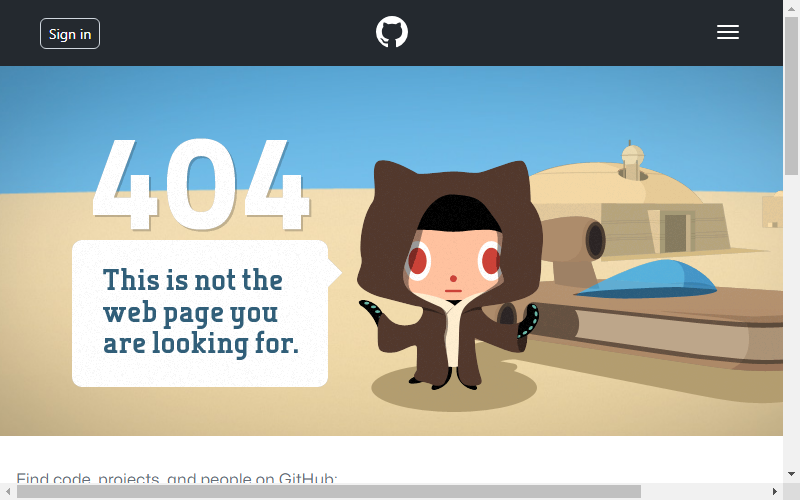 Sign in
404
This is not the
web page you
are looking for.
Find code, projects, and people on GitHub: